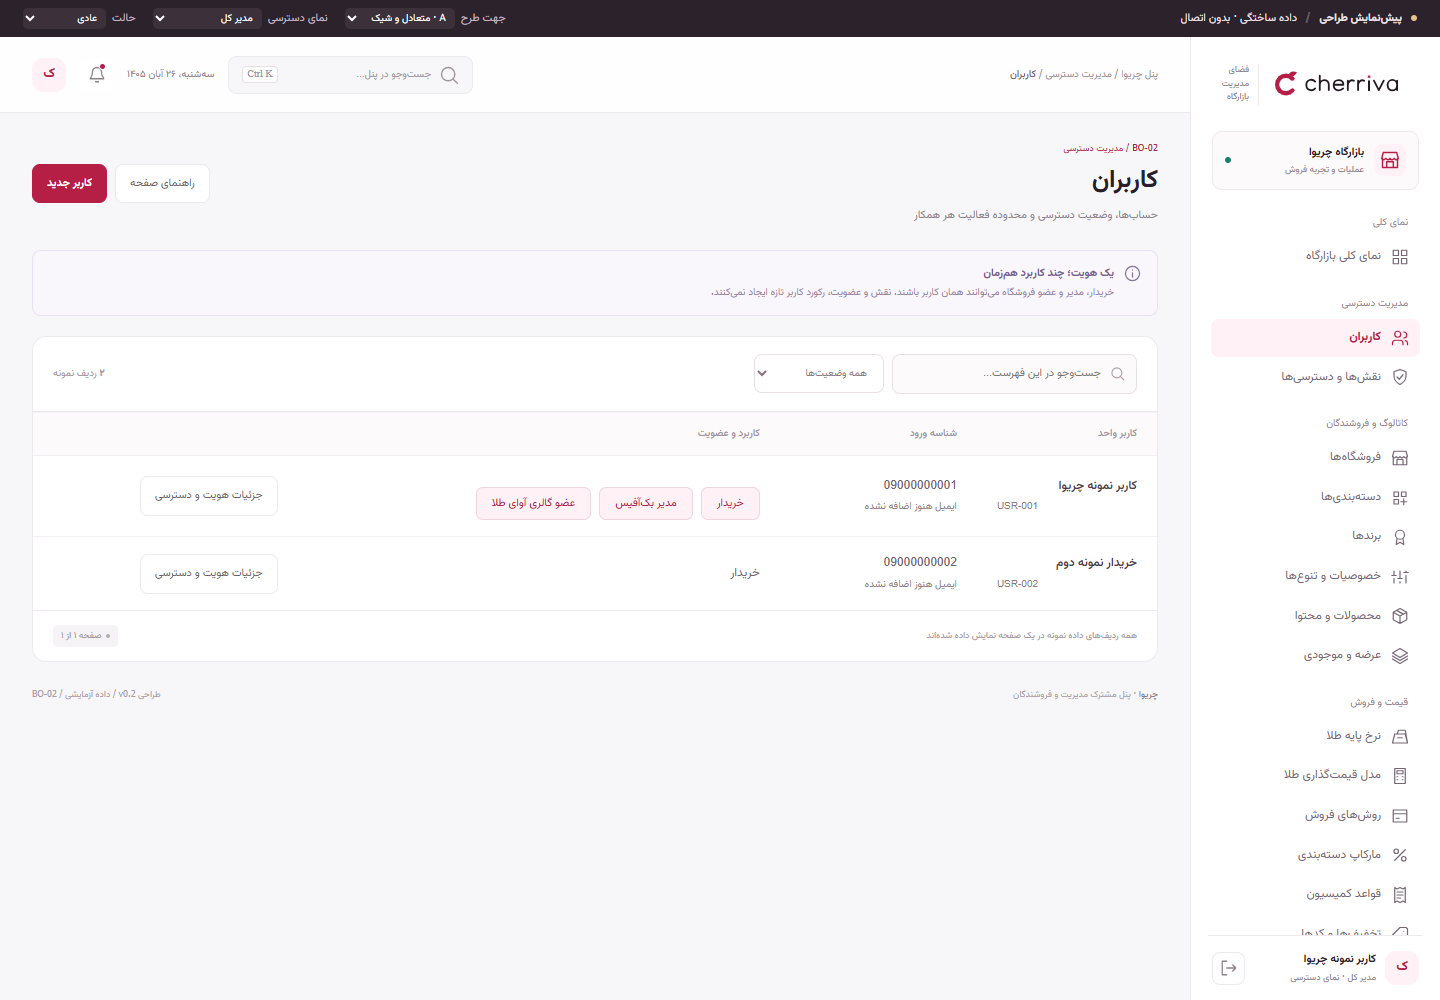 پیش‌نمایش طراحی / داده ساختگی • بدون اتصال
جهت طرح A • متعادل و شیک نمای دسترسی مدیر کل حالت عادی
cherriva
فضای
مدیریت
بازارگاه
بازارگاه چریوا
عملیات و تجربه فروش
نمای کلی
نمای کلی بازارگاه
مدیریت دسترسی
کاربران
نقش‌ها و دسترسی‌ها
کاتالوگ و فروشندگان
فروشگاه‌ها
دسته‌بندی‌ها
برندها
خصوصیات و تنوع‌ها
محصولات و محتوا
عرضه و موجودی
قیمت و فروش
نرخ پایه طلا
مدل قیمت‌گذاری طلا
روش‌های فروش
مارکاپ دسته‌بندی
قواعد کمیسیون
تخفیف‌ها و کدها
ک
کاربر نمونه چریوا
مدیر کل • نمای دسترسی
پنل چریوا / مدیریت دسترسی / کاربران
جست‌وجو در پنل... Ctrl K
سه‌شنبه، ۲۶ آبان ۱۴۰۵
ک
BO-02 / مدیریت دسترسی
کاربران
حساب‌ها، وضعیت دسترسی و محدوده فعالیت هر همکار
راهنمای صفحه
کاربر جدید
یک هویت؛ چند کاربرد هم‌زمان
خریدار، مدیر و عضو فروشگاه می‌توانند همان کاربر باشند. نقش و عضویت، رکورد کاربر تازه ایجاد نمی‌کنند.
جست‌وجو در این فهرست...
همه وضعیت‌ها
۲ ردیف نمونه
کاربر واحد شناسه ورود کاربرد و عضویت
کاربر نمونه چریوا 09000000001 خریدار مدیر بک‌آفیس عضو گالری آوای طلا جزئیات هویت و دسترسی
USR-001 ایمیل هنوز اضافه نشده
خریدار نمونه دوم 09000000002 خریدار جزئیات هویت و دسترسی
USR-002 ایمیل هنوز اضافه نشده
همه ردیف‌های داده نمونه در یک صفحه نمایش داده شده‌اند
صفحه ۱ از ۱
چریوا • پنل مشترک مدیریت و فروشندگان
طراحی v0.2 / داده آزمایشی / BO-02